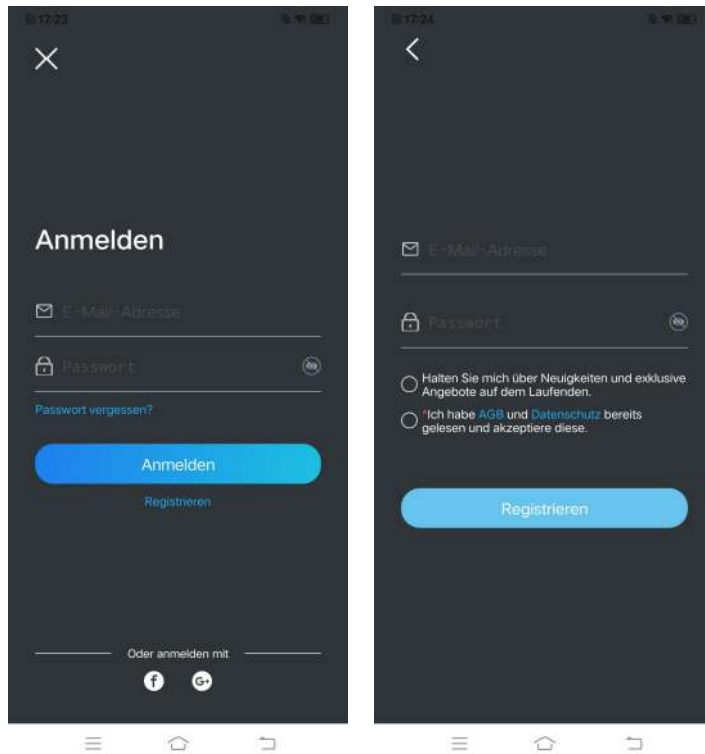 17:23
Anmelden
E-Mail-Adresse
Passwort
Passwort vergessen?
Anmelden
Registrieren
Oder anmelden mit
f G+
17:24
E-Mail-Adresse
Passwort
Halten Sie mich über Neuigkeiten und exklusive
Angebote auf dem Laufenden.
*Ich habe AGB und Datenschutz bereits
gelesen und akzeptiere diese.
Registrieren